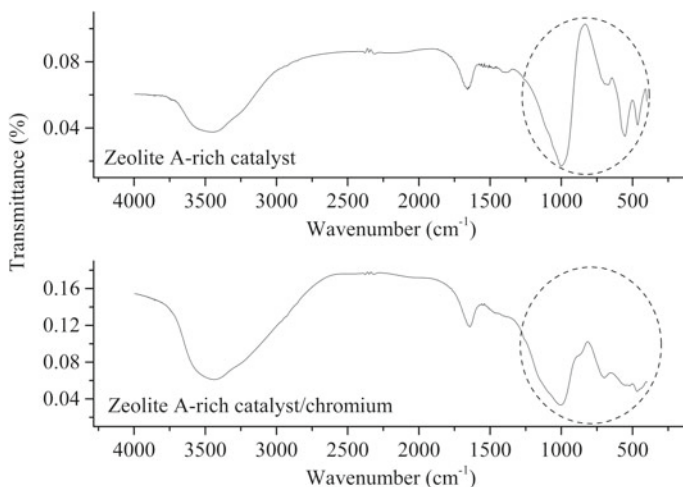 Transmittance (%)
0.08
0.04
Zeolite A-rich catalyst
4000 3500 3000 2500 2000 1500 1000 500
Wavenumber (cm-1)
0.16
0.12
0.08
0.04
Zeolite A-rich catalyst/chromium
4000 3500 3000 2500 2000 1500 1000 500
Wavenumber (cm-1)